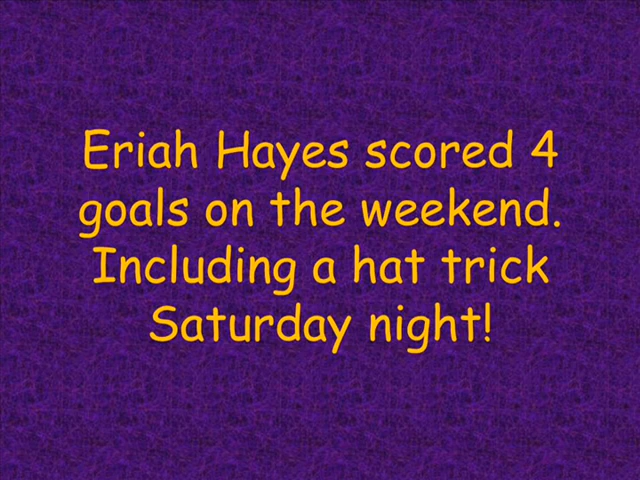 Eriah Hayes scored 4
goals on the weekend.
Including a hat trick
Saturday night!